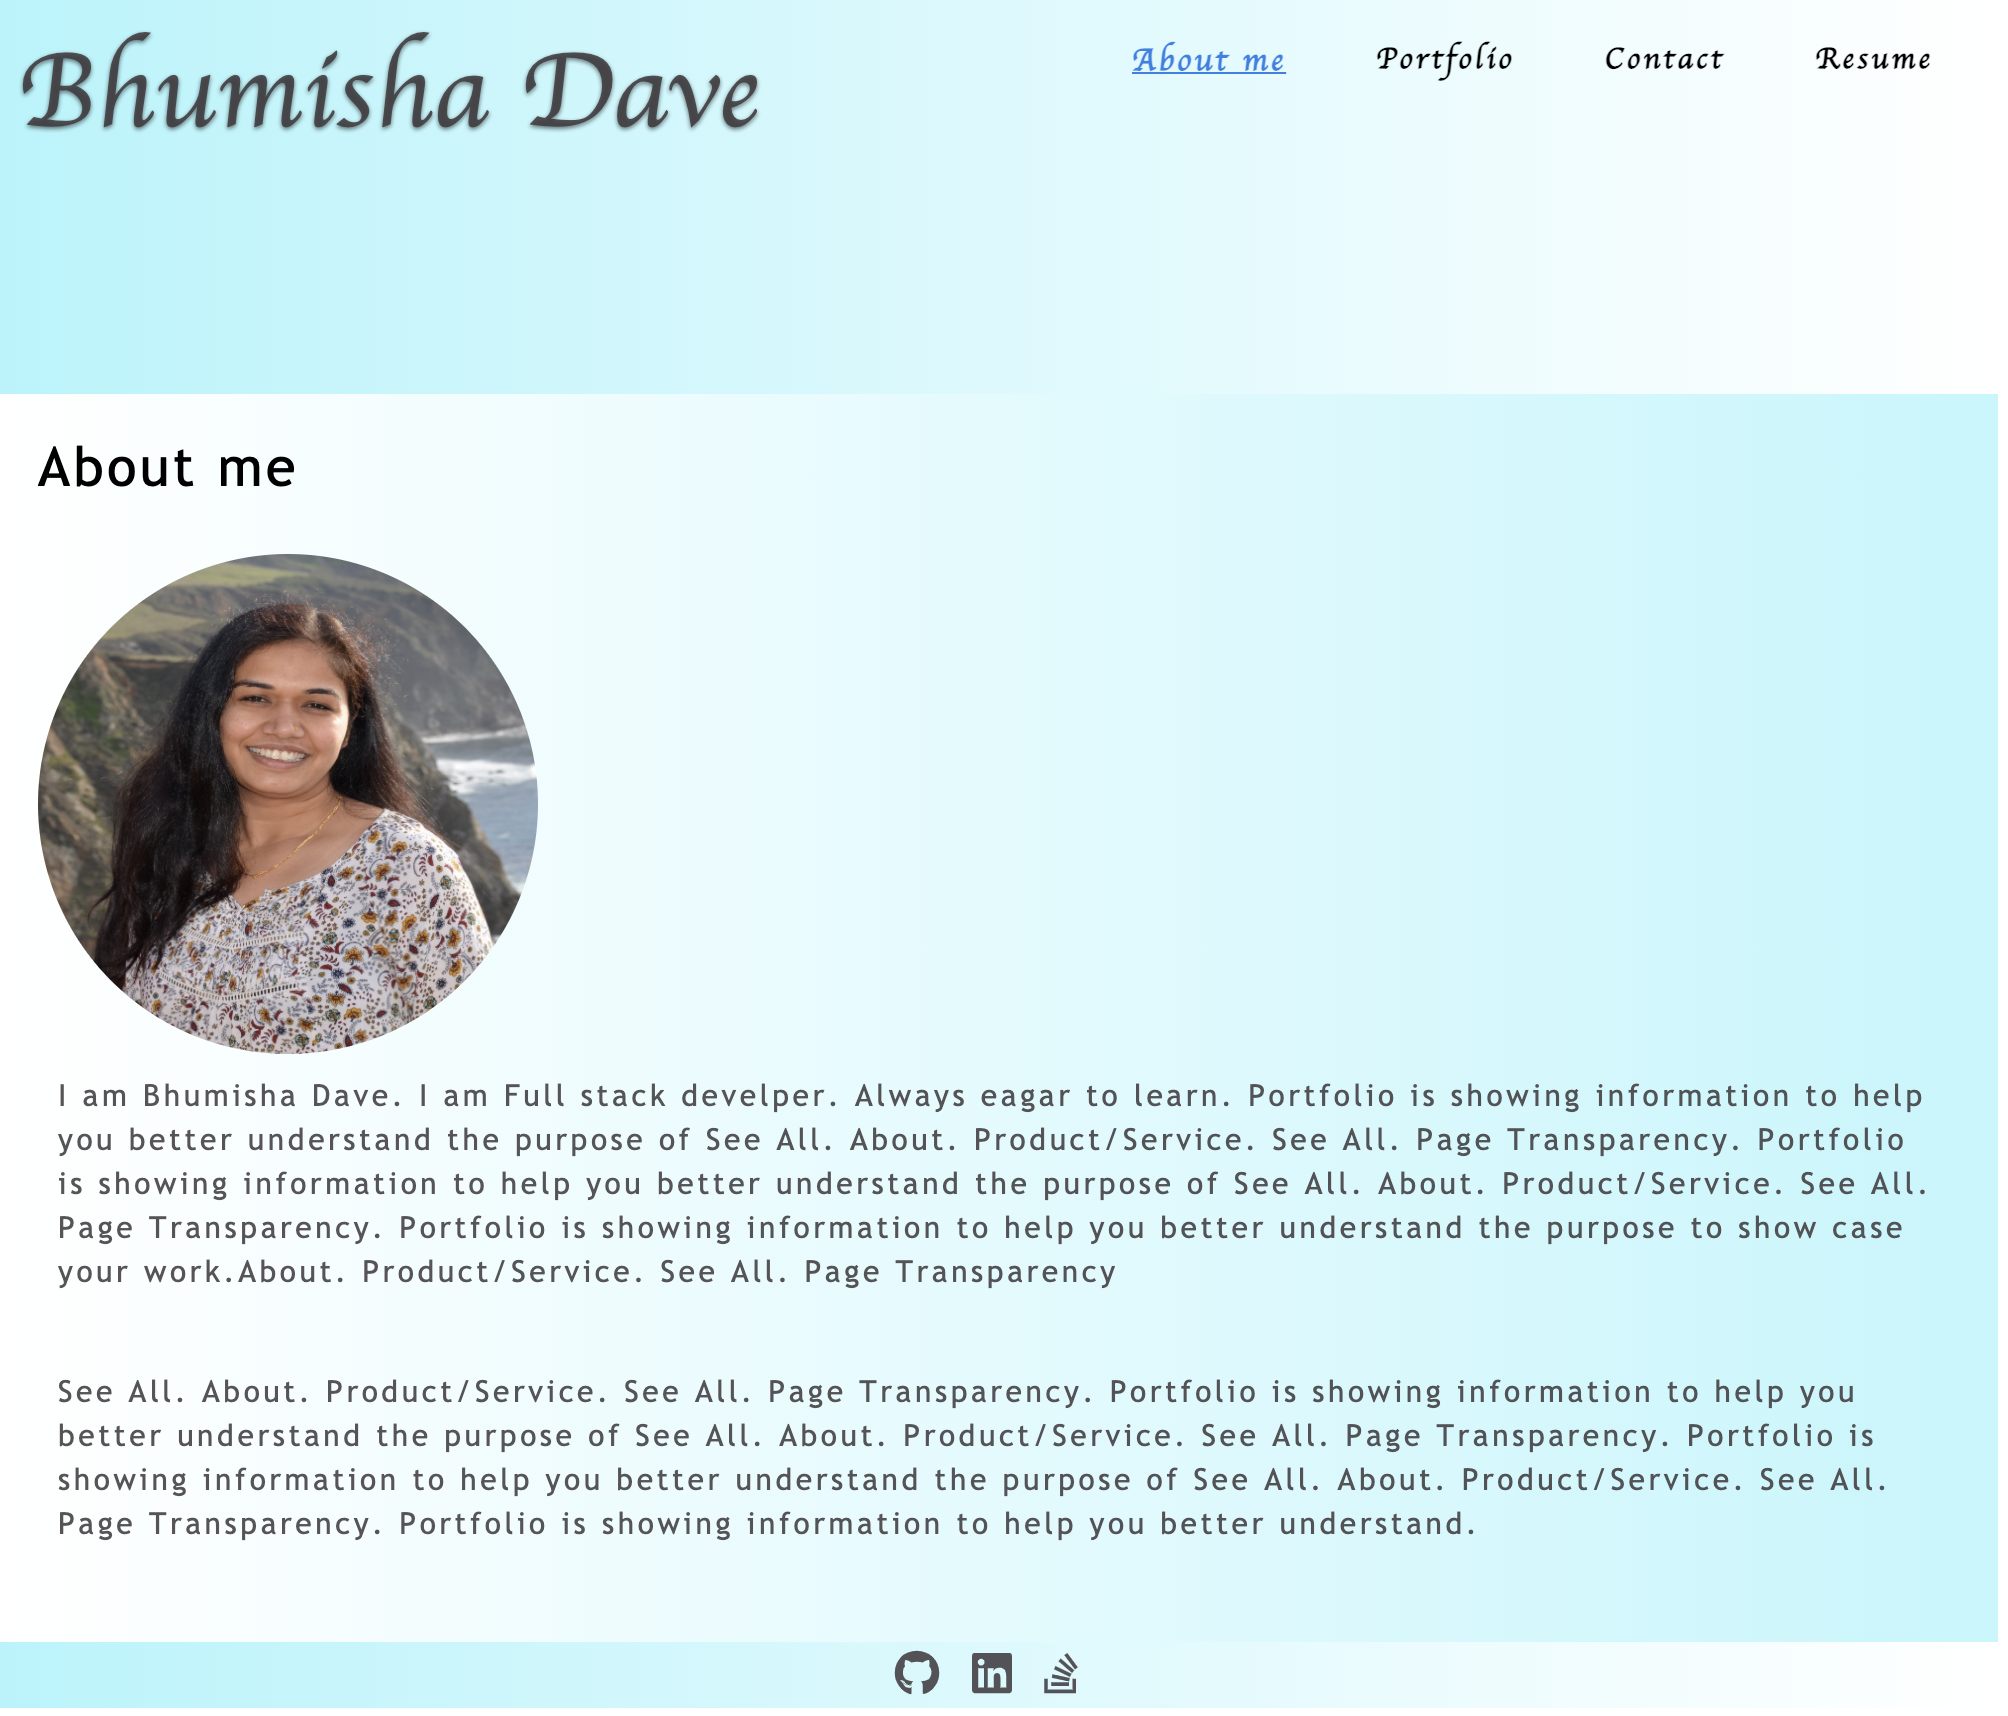 Bhumisha Dave
About me
Portfolio
Contact
Resume
About me
I am Bhumisha Dave. I am Full stack develper. Always eagar to learn. Portfolio is showing information to help
you better understand the purpose of See All. About. Product/Service. See All. Page Transparency. Portfolio
is showing information to help you better understand the purpose of See All. About. Product/Service. See All.
Page Transparency. Portfolio is showing information to help you better understand the purpose to show case
your work.About. Product/Service. See All. Page Transparency
See All. About. Product/Service. See All. Page Transparency. Portfolio is showing information to help you
better understand the purpose of See All. About. Product/Service. See All. Page Transparency. Portfolio is
showing information to help you better understand the purpose of See All. About. Product/Service. See All.
Page Transparency. Portfolio is showing information to help you better understand.
in